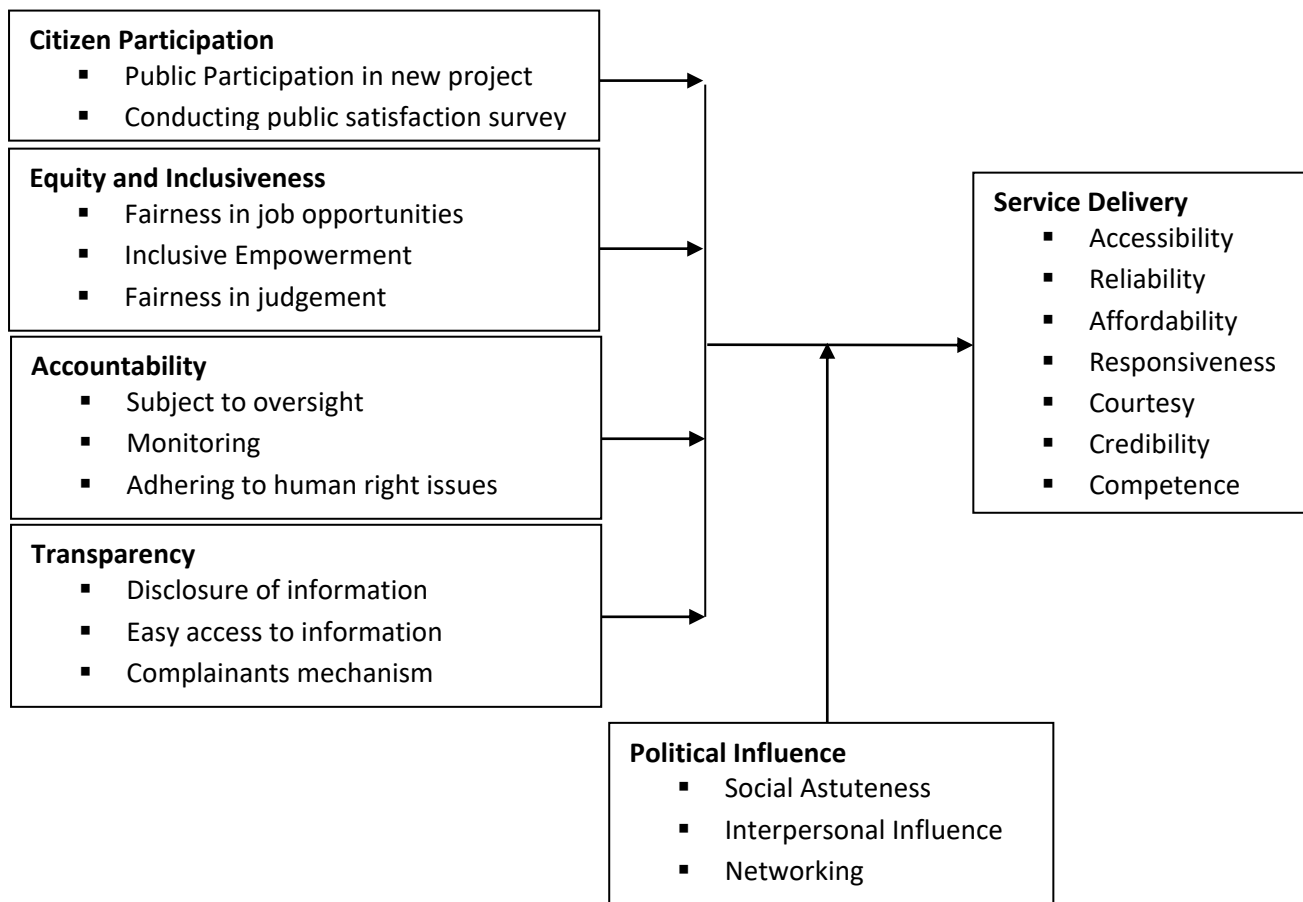 Citizen Participation
▪ Public Participation in new project
▪ Conducting public satisfaction survey
Equity and Inclusiveness
▪ Fairness in job opportunities
▪ Inclusive Empowerment
▪ Fairness in judgement
Accountability
▪ Subject to oversight
▪ Monitoring
▪ Adhering to human right issues
Transparency
▪ Disclosure of information
▪ Easy access to information
▪ Complainants mechanism
Service Delivery
▪ Accessibility
▪ Reliability
▪ Affordability
▪ Responsiveness
▪ Courtesy
▪ Credibility
▪ Competence
Political Influence
▪ Social Astuteness
▪ Interpersonal Influence
▪ Networking